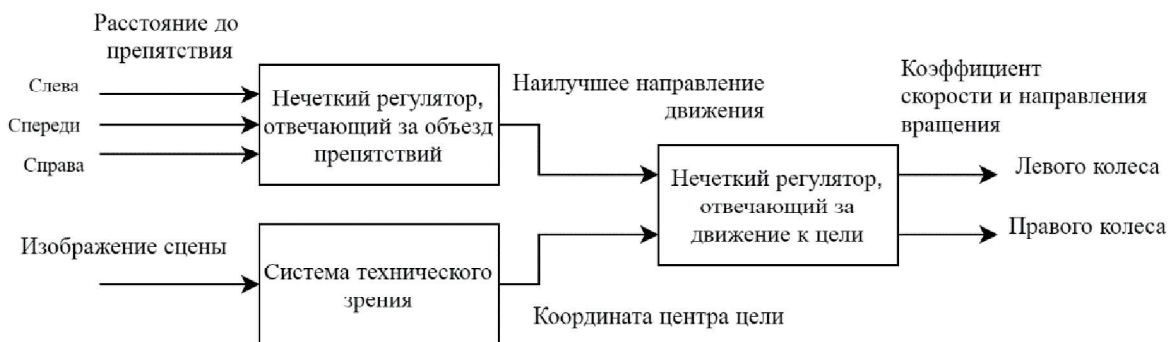 Расстояние до
препятствия
Слева
Спереди
Справа
Нечеткий регулятор,
отвечающий за объезд
препятствий
Наилучшее направление
движения
Коэффициент
скорости и направления
вращения
Изображение сцены
Система технического
зрения
Координата центра цели
Нечеткий регулятор,
отвечающий за
движение к цели
Левого колеса
Правого колеса